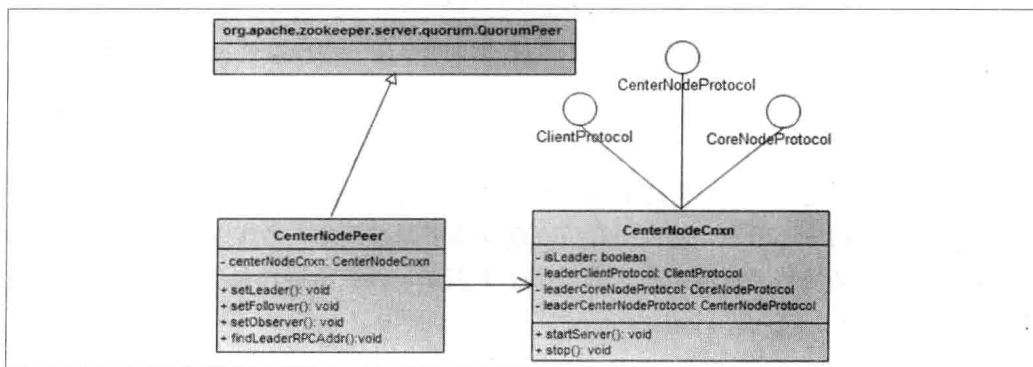 org.apache.zookeeper.server.quorum.QuorumPeer
CenterNodeProtocol
ClientProtocol
CoreNodeProtocol
CenterNodePeer
- centerNodeCnxn: CenterNodeCnxn
+ setLeader(): void
+ setFollower(): void
+ setObserver(): void
+ findLeaderRPCAddr():void
CenterNodeCnxn
- isLeader: boolean
- leaderClientProtocol: ClientProtocol
- leaderCoreNodeProtocol: CoreNodeProtocol
- leaderCenterNodeProtocol: CenterNodeProtocol
+ startServer(): void
+ stop(): void